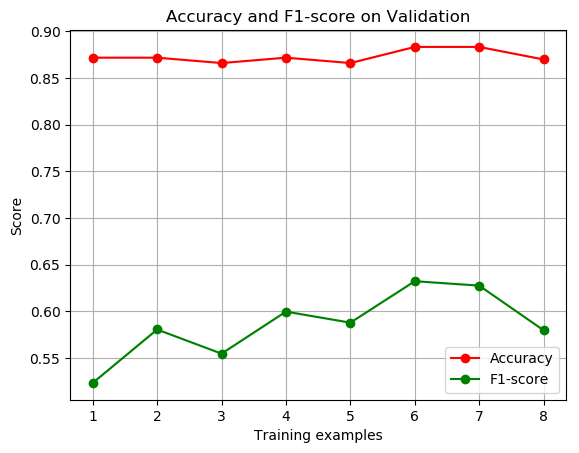 Accuracy and F1-score on Validation
0.90
0.85
0.80
0.75
0.70
0.65
0.60
0.55
Score
1 2 3 4 5 6 7 8
Training examples
Accuracy
F1-score